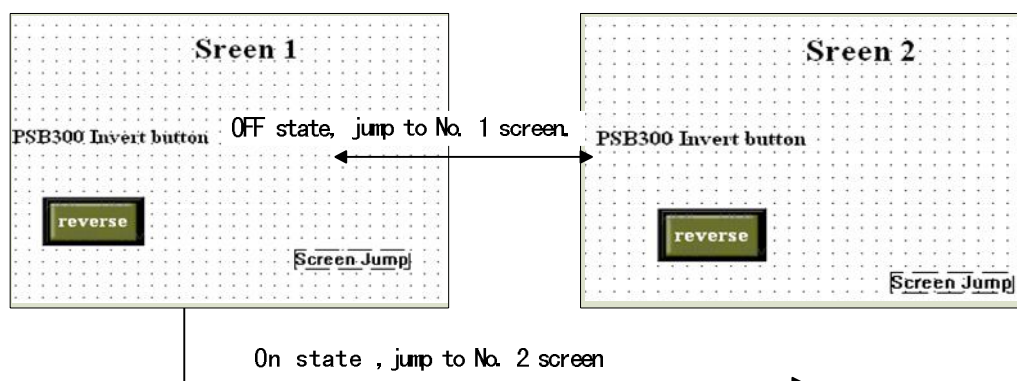 Sreen 1
PSB300 Invert button
reverse
Screen Jump
OFF state, jump to No. 1 screen.
Sreen 2
PSB300 Invert button
reverse
Screen Jump
On state , jump to No. 2 screen